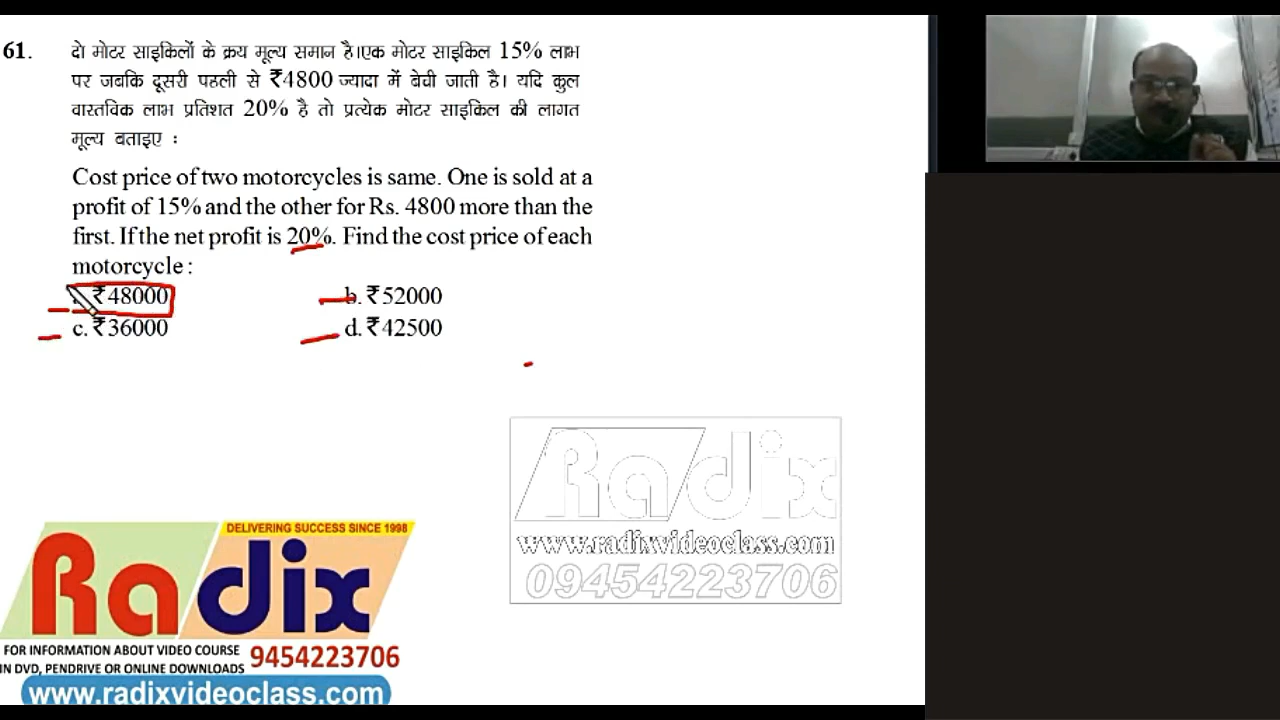 61. दो मोटर साइकिलों के क्रय मूल्य समान है।एक मोटर साइकिल 15% लाभ
पर जबकि दूसरी पहली से ₹4800 ज्यादा में बेची जाती है। यदि कुल
वास्तविक लाभ प्रतिशत 20% है तो प्रत्येक मोटर साइकिल की लागत
मूल्य बताइए :
Cost price of two motorcycles is same. One is sold at a
profit of 15% and the other for Rs. 4800 more than the
first. If the net profit is 20%. Find the cost price of each
motorcycle :
₹48000 b. ₹52000
c. ₹36000 d. ₹42500
Radix
www.radixvideoclass.com
09454223706
DELIVERING SUCCESS SINCE 1998
Radix
FOR INFORMATION ABOUT VIDEO COURSE
IN DVD, PENDRIVE OR ONLINE DOWNLOADS 9454223706
www.radixvideoclass.com